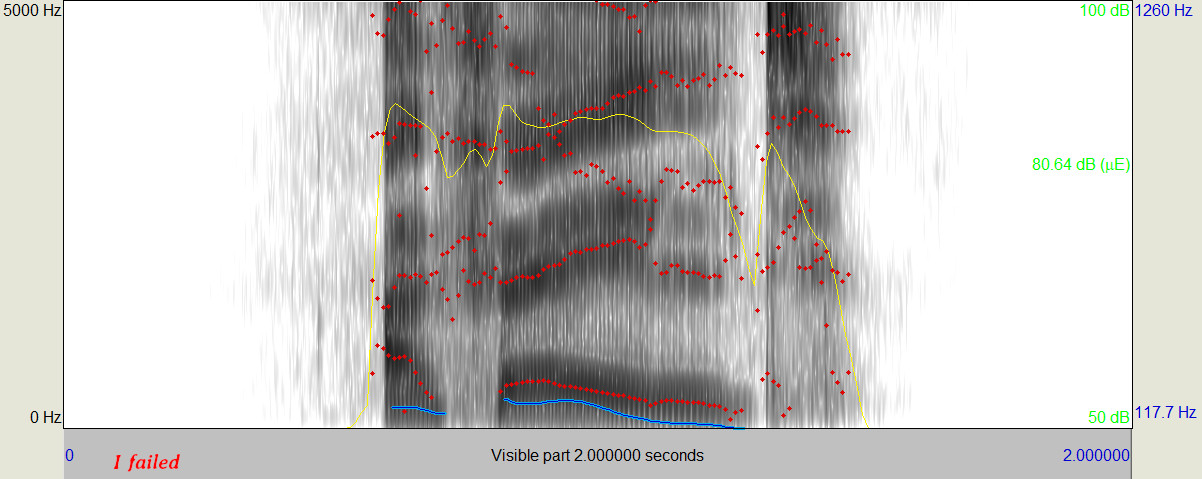 5000 Hz
100 dB
1260 Hz
80.64 dB (µE)
0 Hz
50 dB
117.7 Hz
0
I failed
Visible part 2.000000 seconds
2.000000